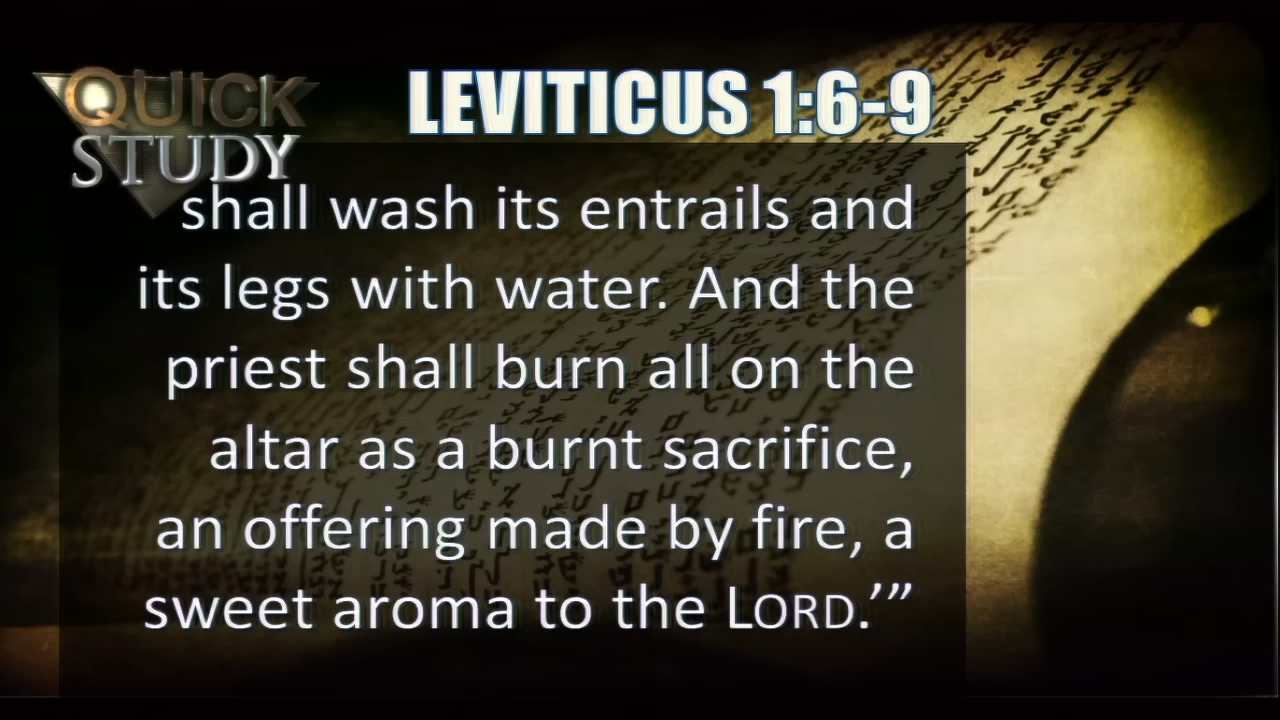 QUICK
STUDY
LEVITICUS 1:6-9
shall wash its entrails and
its legs with water. And the
priest shall burn all on the
altar as a burnt sacrifice,
an offering made by fire, a
sweet aroma to the LORD.’”